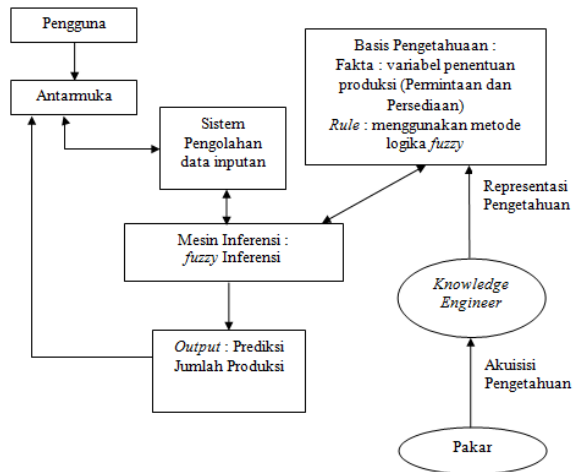 Pengguna
Antarmuka
Sistem
Pengolahan
data inputan
Basis Pengetahuaan :
Fakta : variabel penentuan
produksi (Permintaan dan
Persediaan)
Rule : menggunakan metode
logika fuzzy
Mesin Inferensi :
fuzzy Inferensi
Representasi
Pengetahuan
Knowledge
Engineer
Output : Prediksi
Jumlah Produksi
Akuisisi
Pengetahuan
Pakar